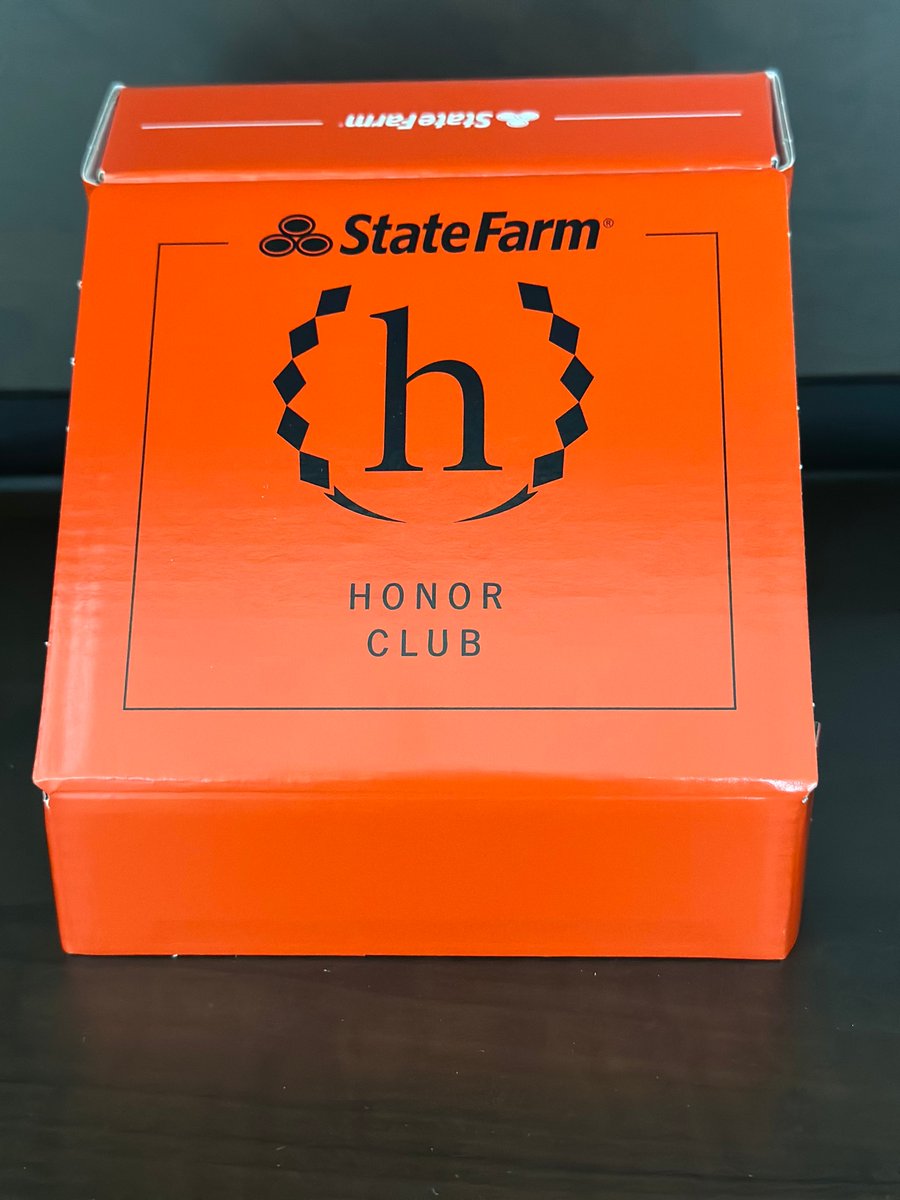 StateFarm
StateFarm®
h
HONOR
CLUB